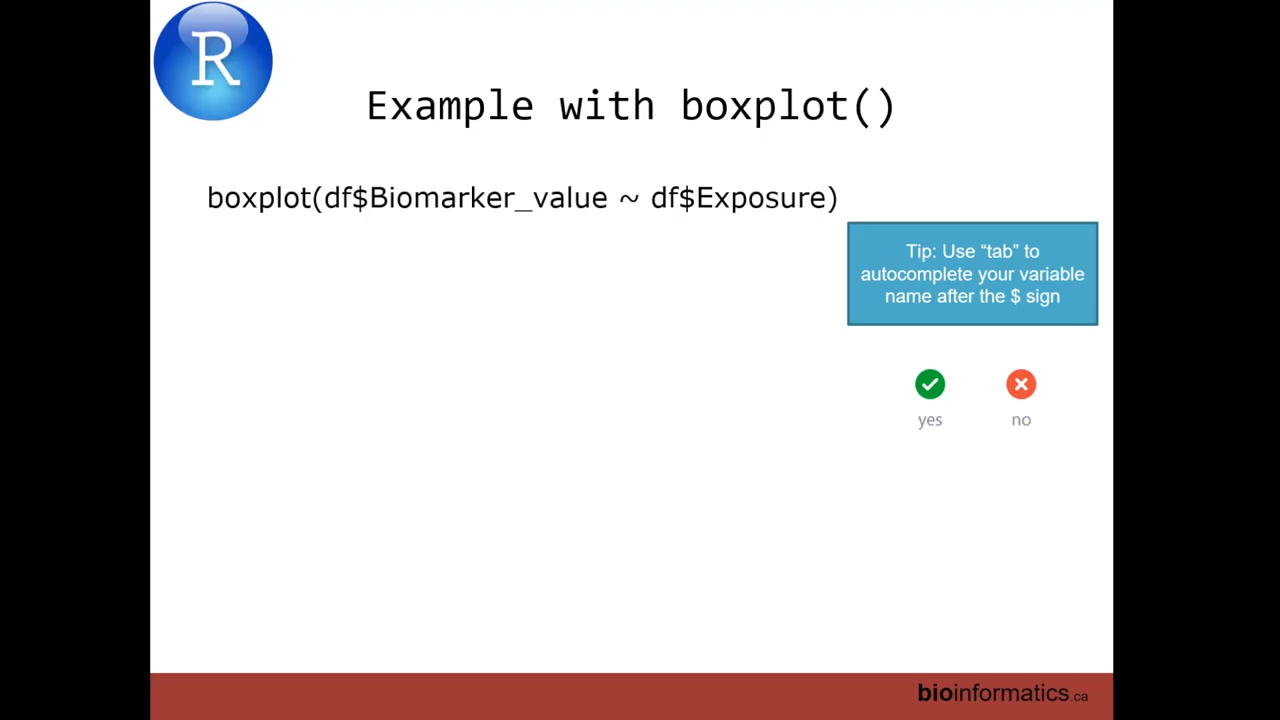 R
Example with boxplot()
boxplot(df$Biomarker_value ~ df$Exposure)
Tip: Use “tab” to
autocomplete your variable
name after the $ sign
yes no
bioinformatics.ca